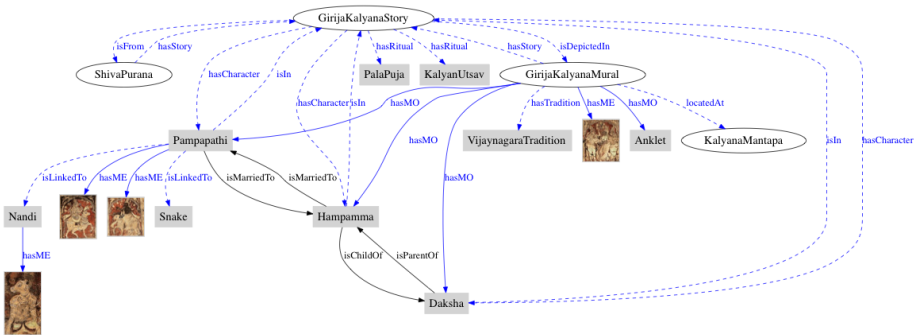 GirijaKalyanaStory
isFrom
hasStory
hasRitual
hasRitual
hasStory
isDepictedIn
ShivaPurana
hasCharacter
isIn
PalaPuja
KalyanUtsav
GirijaKalyanaMural
hasCharacter
isIn
hasMO
hasTradition
hasME
hasMO
locatedAt
Pampapathi
hasMO
VijaynagaraTradition
Anklet
KalyanaMantapa
isIn
hasCharacter
isLinkedTo
hasME
hasME
isLinkedTo
isMarriedTo
isMarriedTo
hasMO
Nandi
Snake
Hampamma
hasME
isChildOf
isParentOf
Daksha